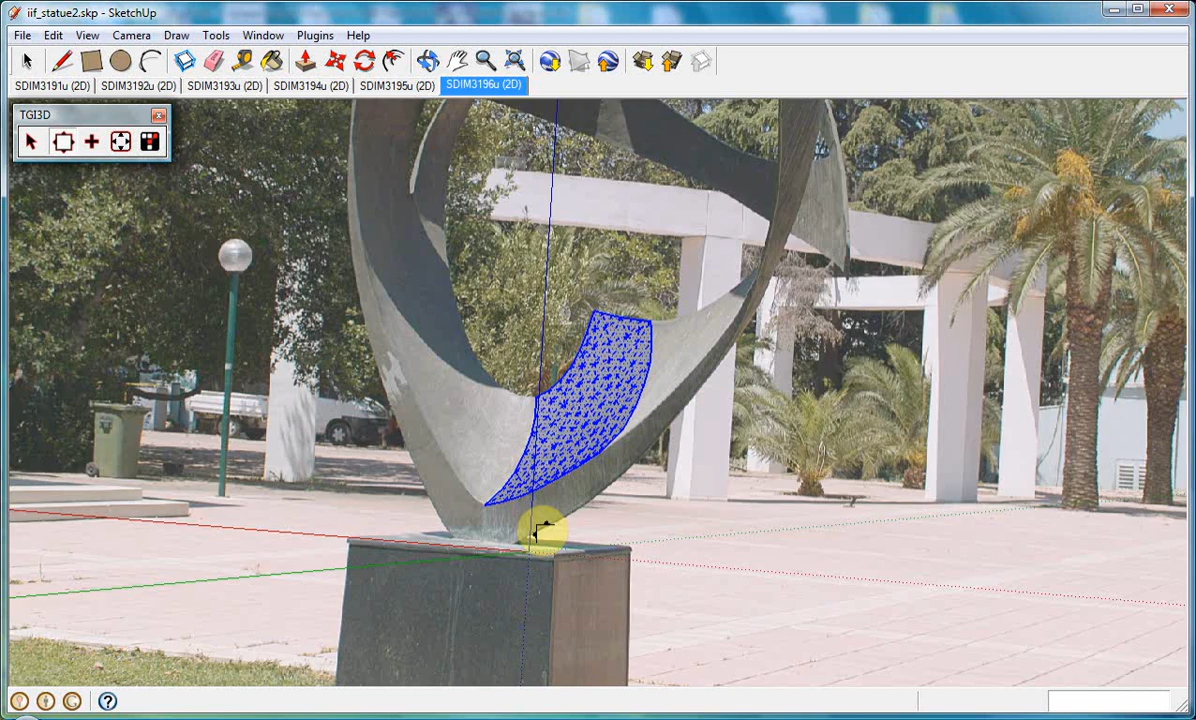 iif_statue2.skp - SketchUp
File Edit View Camera Draw Tools Window Plugins Help
SDIM3191u (2D) SDIM3192u (2D) SDIM3193u (2D) SDIM3194u (2D) SDIM3195u (2D) SDIM3196u (2D)
TGI3D